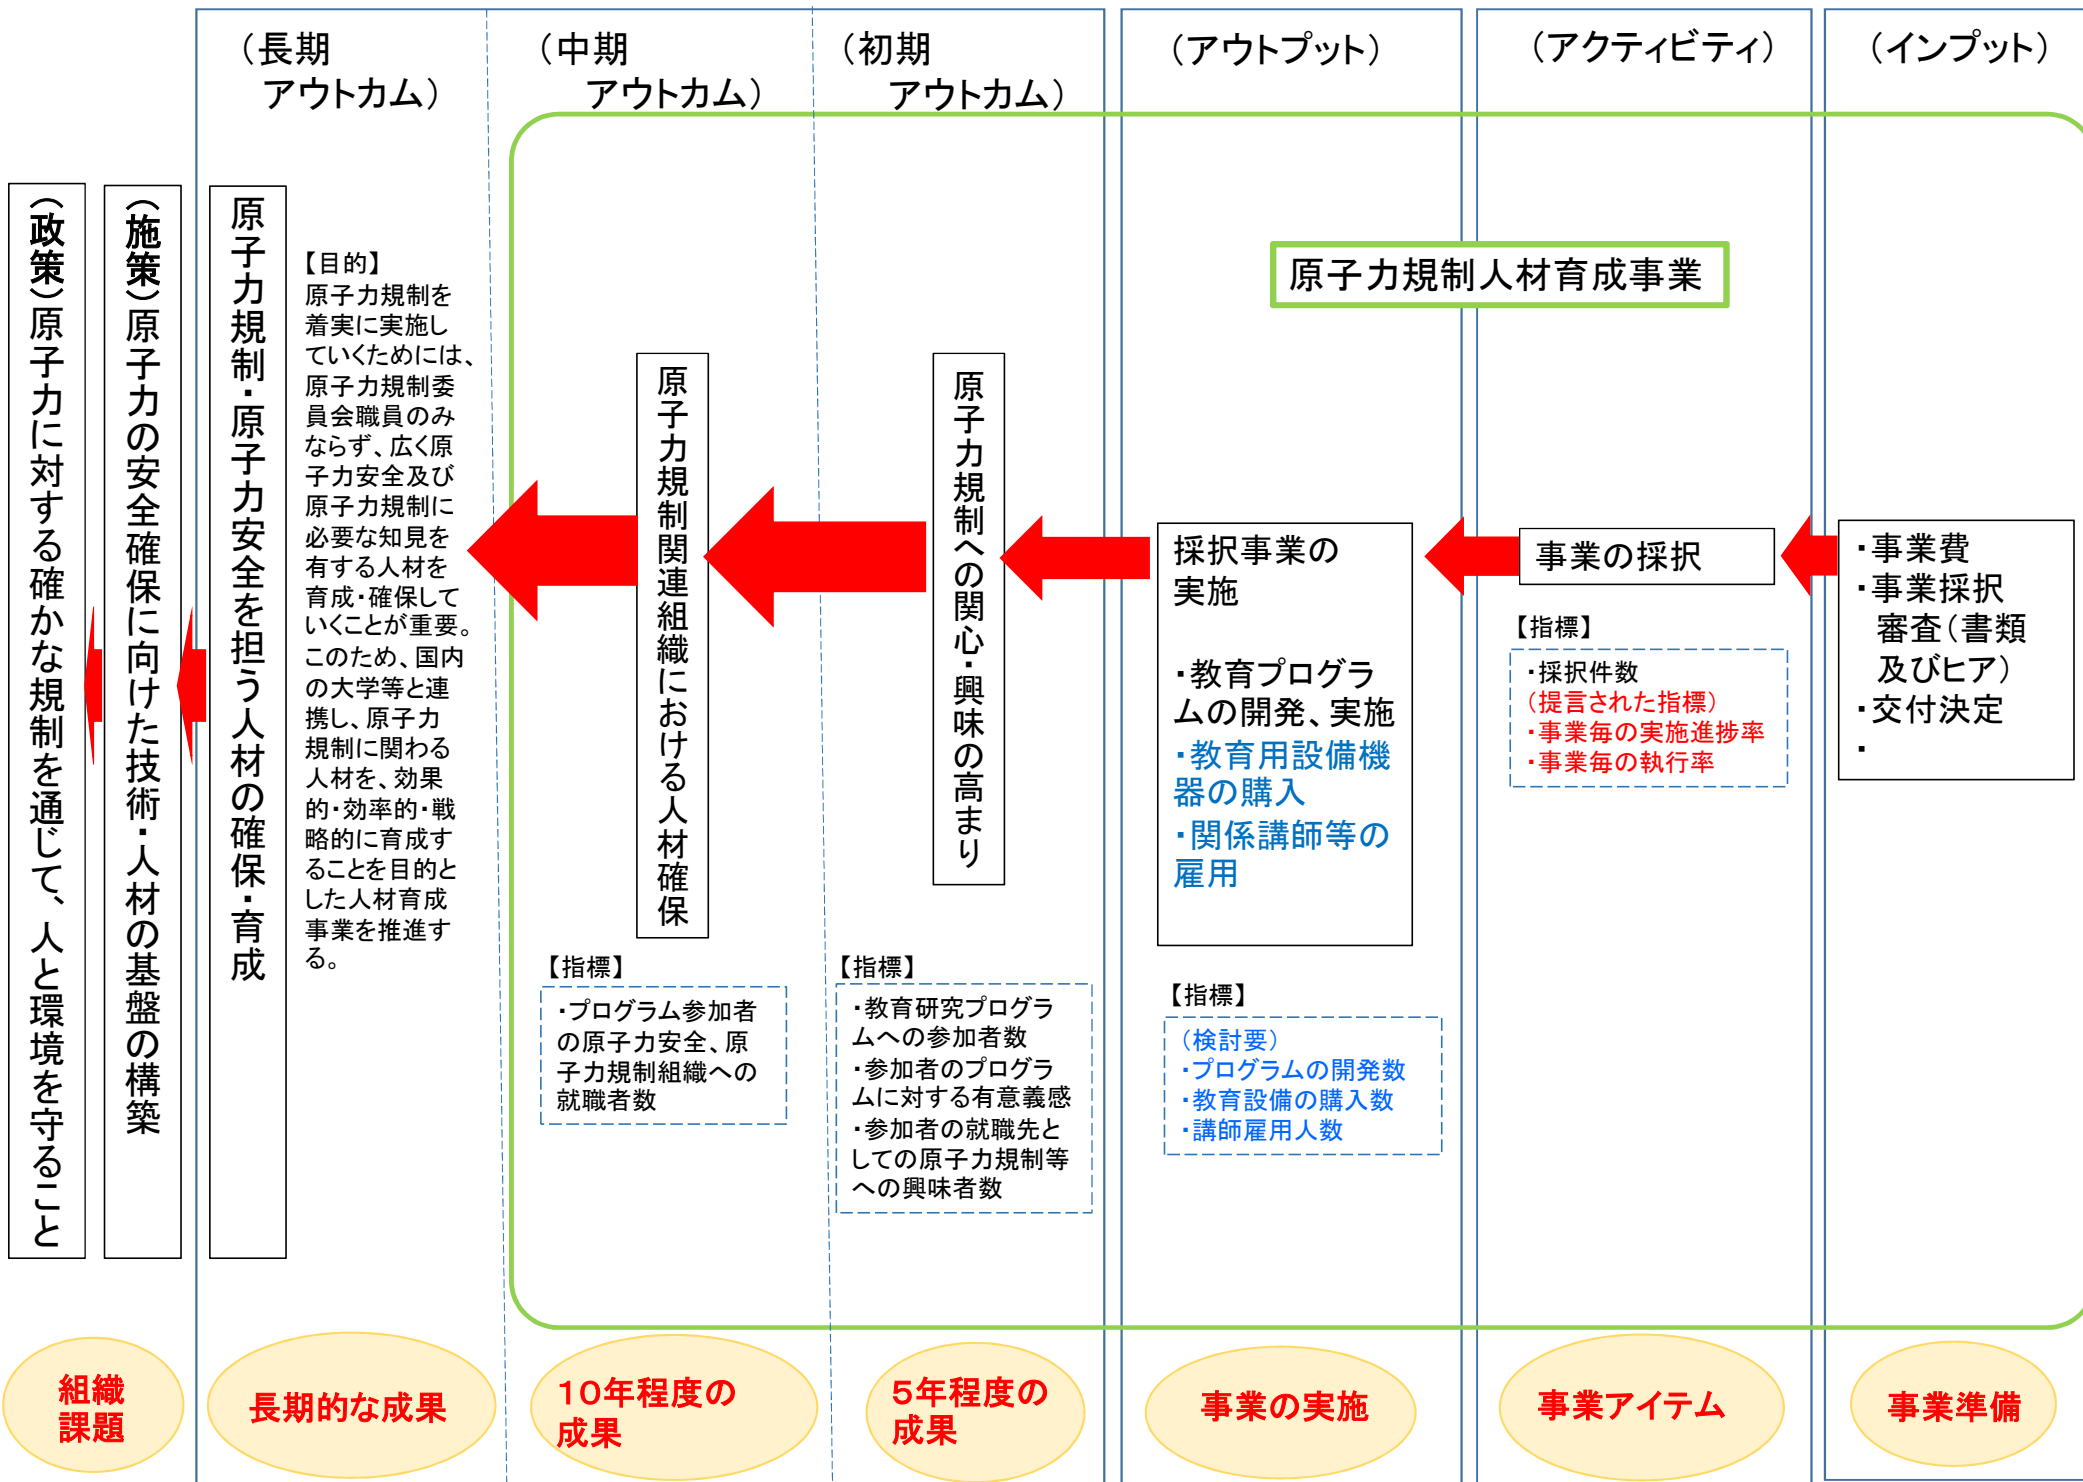 （長期
アウトカム）
（中期
アウトカム）
（初期
アウトカム）
（アウトプット）
（アクティビティ）
（インプット）
（政策）原子力に対する確かな規制を通じて、人と環境を守ること
（施策）原子力の安全確保に向けた技術・人材の基盤の構築
原子力規制・原子力安全を担う人材の確保・育成
【目的】
原子力規制を
着実に実施し
ていくためには、
原子力規制委
員会職員のみ
ならず、広く原
子力安全及び
原子力規制に
必要な知見を
有する人材を
育成・確保して
いくことが重要。
このため、国内
の大学等と連
携し、原子力
規制に関わる
人材を、効果
的・効率的・戦
略的に育成す
ることを目的と
した人材育成
事業を推進す
る。
原子力規制関連組織における人材確保
【指標】
・プログラム参加者
の原子力安全、原
子力規制組織への
就職者数
原子力規制への関心・興味の高まり
【指標】
・教育研究プログラ
ムへの参加者数
・参加者のプログラ
ムに対する有意義感
・参加者の就職先と
しての原子力規制等
への興味者数
原子力規制人材育成事業
採択事業の
実施
・教育プログラ
ムの開発、実施
・教育用設備機
器の購入
・関係講師等の
雇用
【指標】
（検討要）
・プログラムの開発数
・教育設備の購入数
・講師雇用人数
事業の採択
【指標】
・採択件数
（提言された指標）
・事業毎の実施進捗率
・事業毎の執行率
・事業費
・事業採択
審査（書類
及びヒア）
・交付決定
・
組織
課題
長期的な成果
１０年程度の
成果
５年程度の
成果
事業の実施
事業アイテム
事業準備